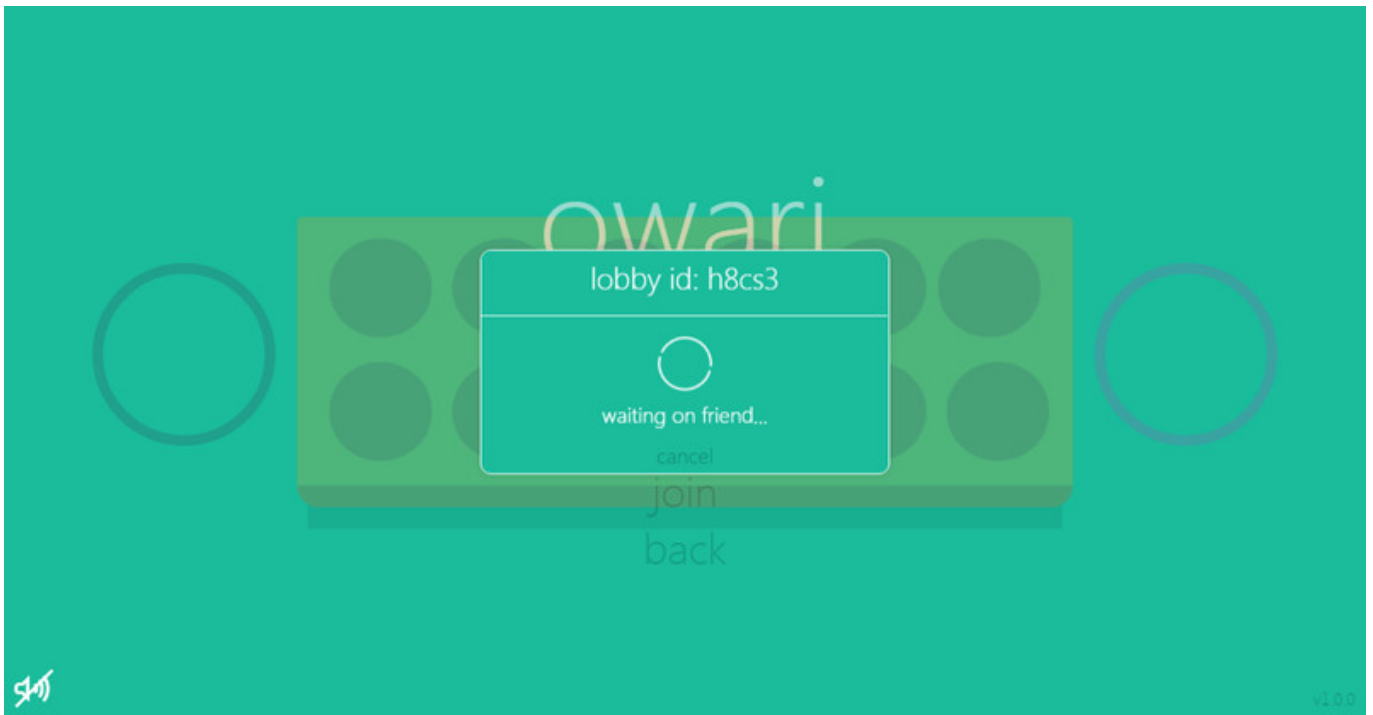 owari
lobby id: h8cs3
waiting on friend...
cancel
join
back
v1.0.0